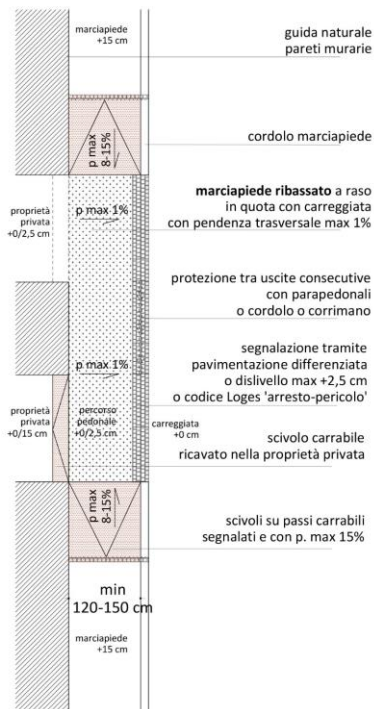 marciapiede
+15 cm
guida naturale
pareti murarie
p max
8-15%
cordolo marciapiede
proprietà
privata
+0/2,5 cm
p max 1%
marciapiede ribassato a raso
in quota con carreggiata
con pendenza trasversale max 1%
protezione tra uscite consecutive
con parapedonali
o cordolo o corrimano
p max 1%
segnalazione tramite
pavimentazione differenziata
o dislivello max +2,5 cm
o codice Loges 'arresto-pericolo'
proprietà
privata
+0/15 cm
percorso
pedonale
+0/2,5cm
carreggiata
+0 cm
scivolo carrabile
ricavato nella proprietà privata
p max
8-15%
scivoli su passi carrabili
segnalati e con p. max 15%
min
120-150 cm
marciapiede
+15 cm